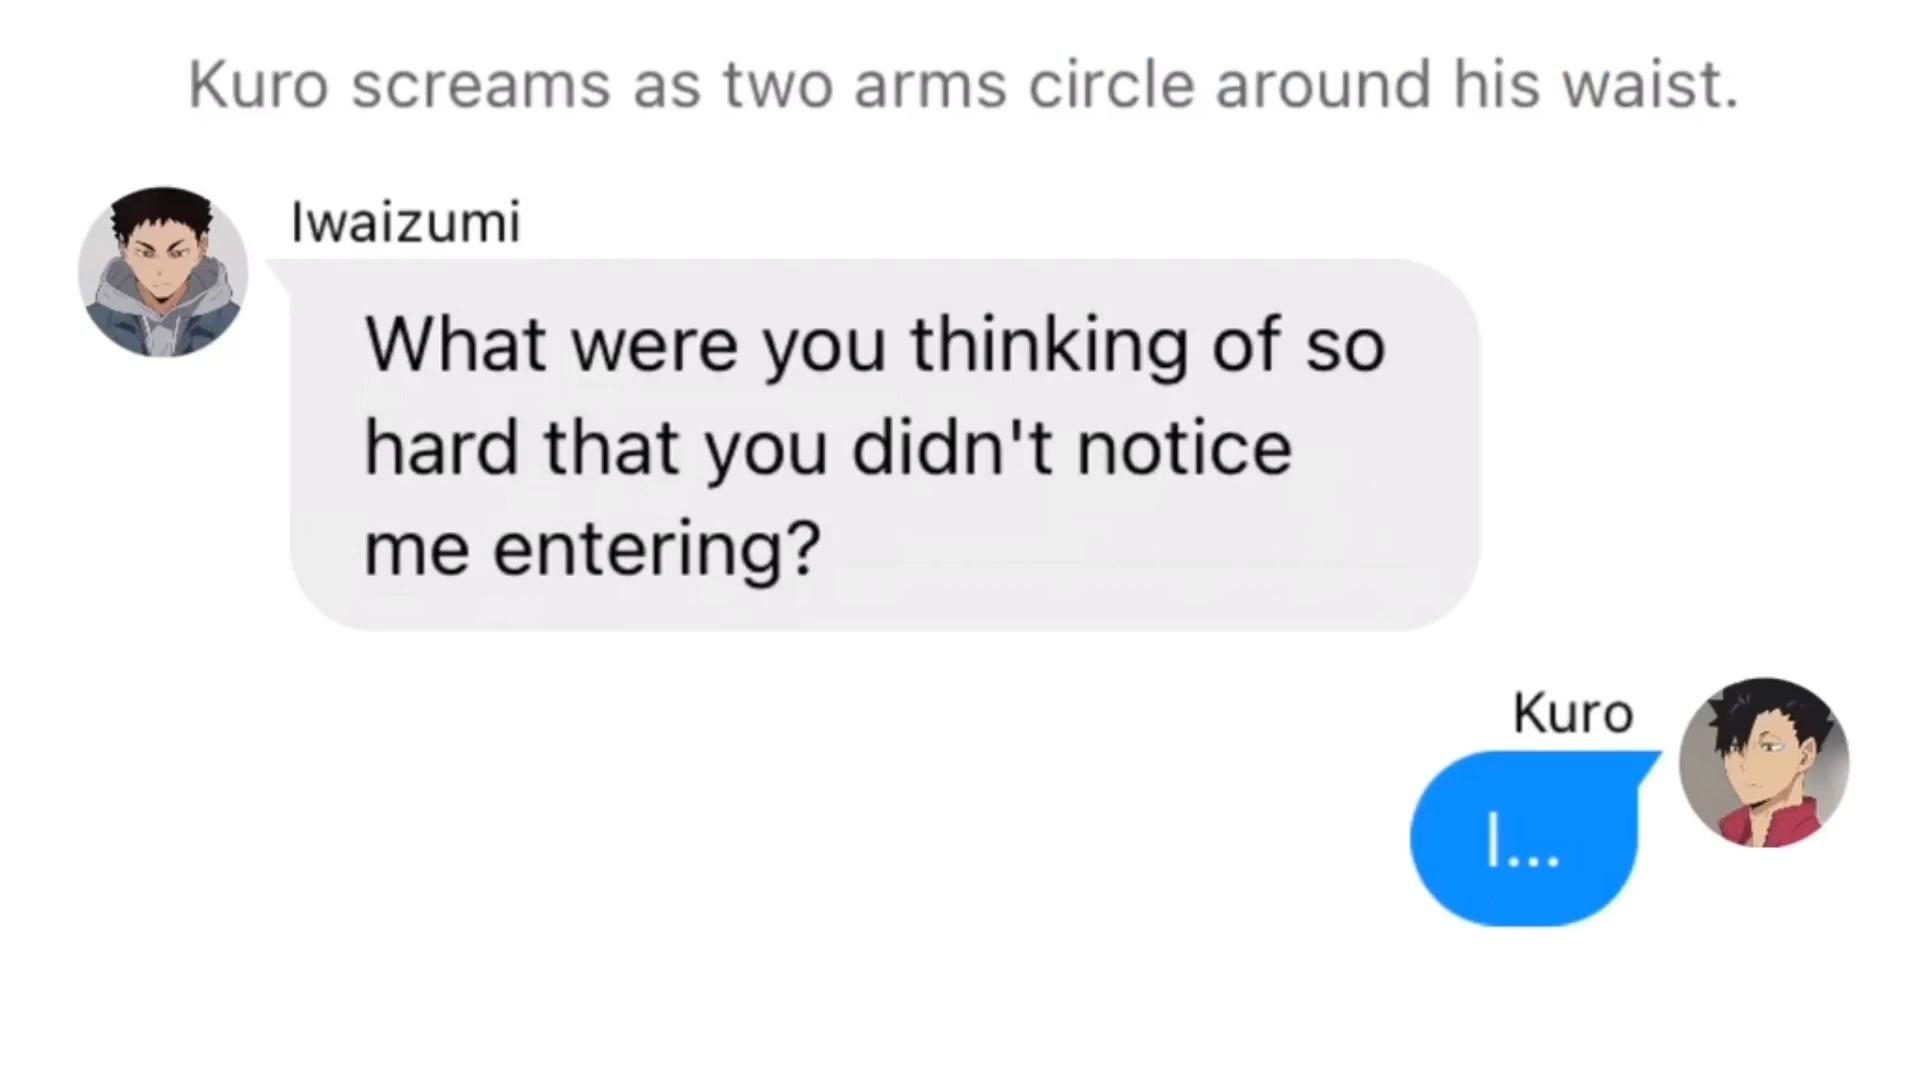 Kuro screams as two arms circle around his waist.
Iwaizumi
What were you thinking of so
hard that you didn't notice
me entering?
Kuro
I...